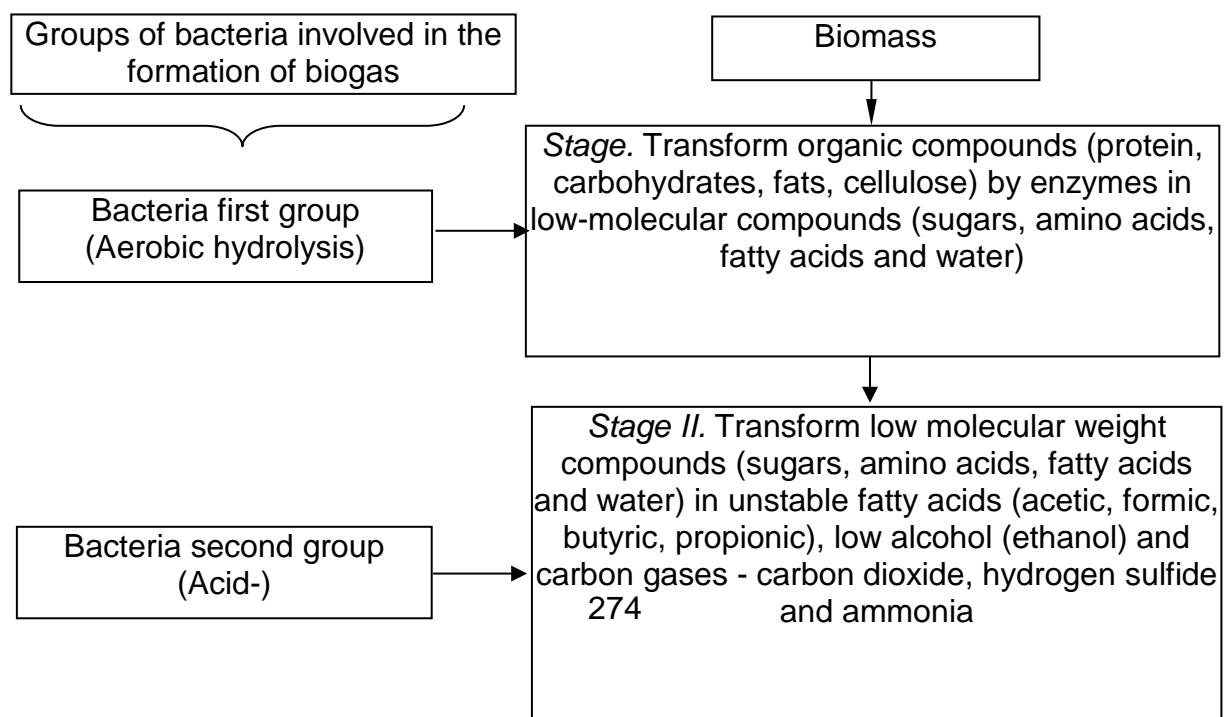 Groups of bacteria involved in the
formation of biogas
Biomass
Bacteria first group
(Aerobic hydrolysis)
Stage. Transform organic compounds (protein,
carbohydrates, fats, cellulose) by enzymes in
low-molecular compounds (sugars, amino acids,
fatty acids and water)
Bacteria second group
(Acid-)
Stage II. Transform low molecular weight
compounds (sugars, amino acids, fatty acids
and water) in unstable fatty acids (acetic, formic,
butyric, propionic), low alcohol (ethanol) and
carbon gases - carbon dioxide, hydrogen sulfide
and ammonia
274